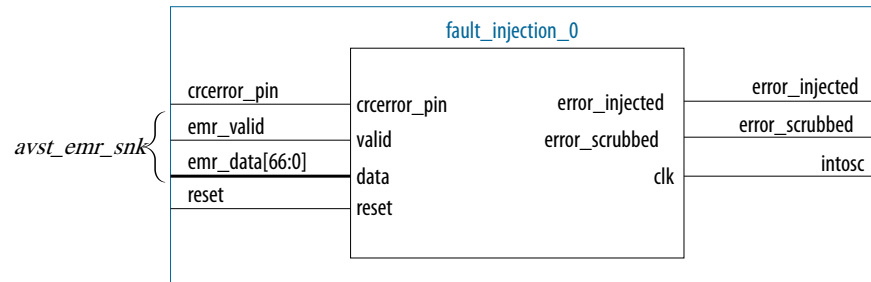 fault_injection_0
crcerror_pin
crcerror_pin
error_injected
error_injected
emr_valid
valid
error_scrubbed
error_scrubbed
avst_emr_snk
emr_data[66:0]
data
clk
intosc
reset
reset